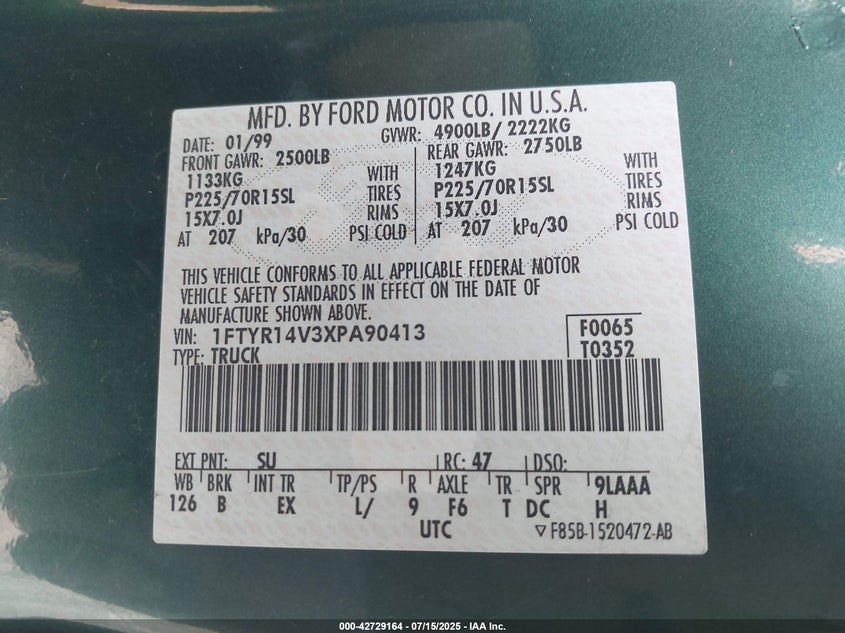 MFD. BY FORD MOTOR CO. IN U.S.A.
DATE: 01/99 GVWR: 4900LB/ 2222KG
FRONT GAWR: 2500LB REAR GAWR: 2750LB
1133KG WITH 1247KG WITH
P225/70R15SL TIRES P225/70R15SL TIRES
15X7.0J RIMS 15X7.0J RIMS
AT 207 kPa/30 PSI COLD AT 207 kPa/30 PSI COLD
THIS VEHICLE CONFORMS TO ALL APPLICABLE FEDERAL MOTOR
VEHICLE SAFETY STANDARDS IN EFFECT ON THE DATE OF
MANUFACTURE SHOWN ABOVE.
VIN: 1FTYR14V3XPA90413 F0065
TYPE: TRUCK T0352
EXT PNT: SU RC: 47 DSO:
WB BRK INT TR TP/PS R AXLE TR SPR 9LAAA
126 B EX L/ 9 F6 T DC H
UTC ▽ F85B-1520472-AB
000-42729164 - 07/15/2025 - IAA Inc.